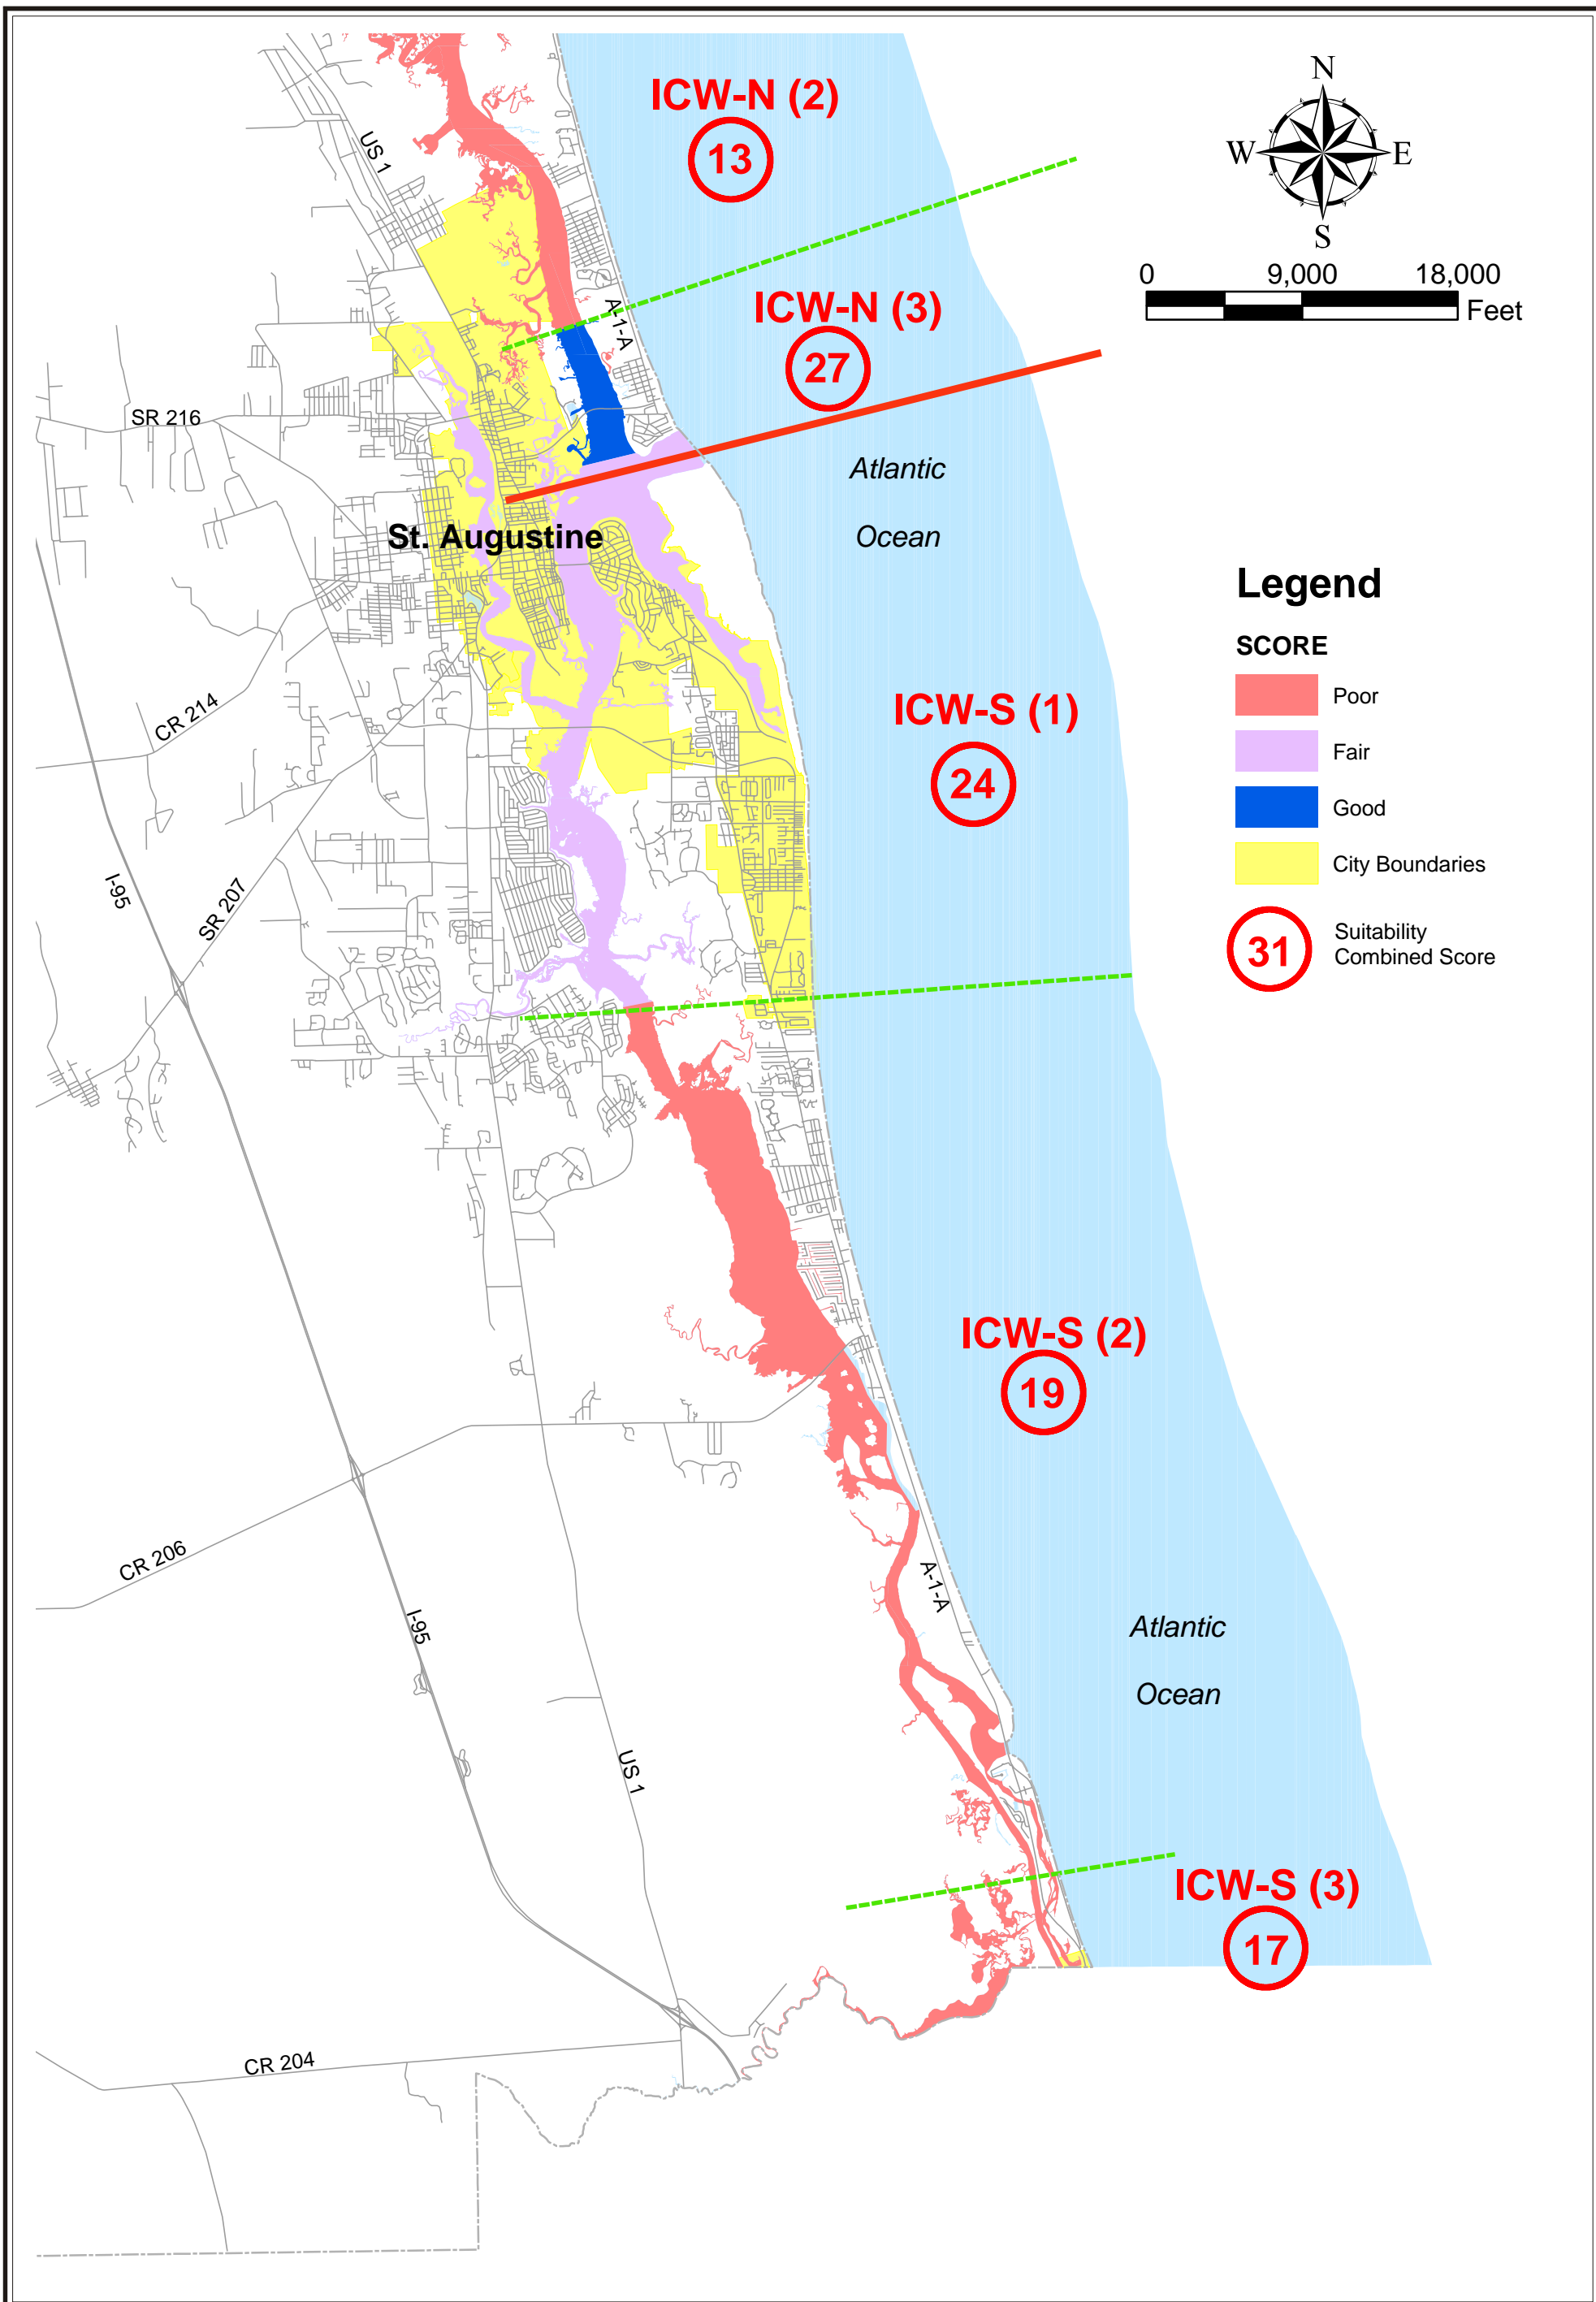 ICW-N (2)
13
N
W
E
S
0 9,000 18,000
Feet
US 1
A-1-A
ICW-N (3)
27
SR 216
Atlantic
Ocean
St. Augustine
Legend
SCORE
Poor
Fair
Good
City Boundaries
31
Suitability
Combined Score
CR 214
ICW-S (1)
24
I-95
SR 207
ICW-S (2)
19
CR 206
A-1-A
I-95
Atlantic
Ocean
US 1
ICW-S (3)
17
CR 204